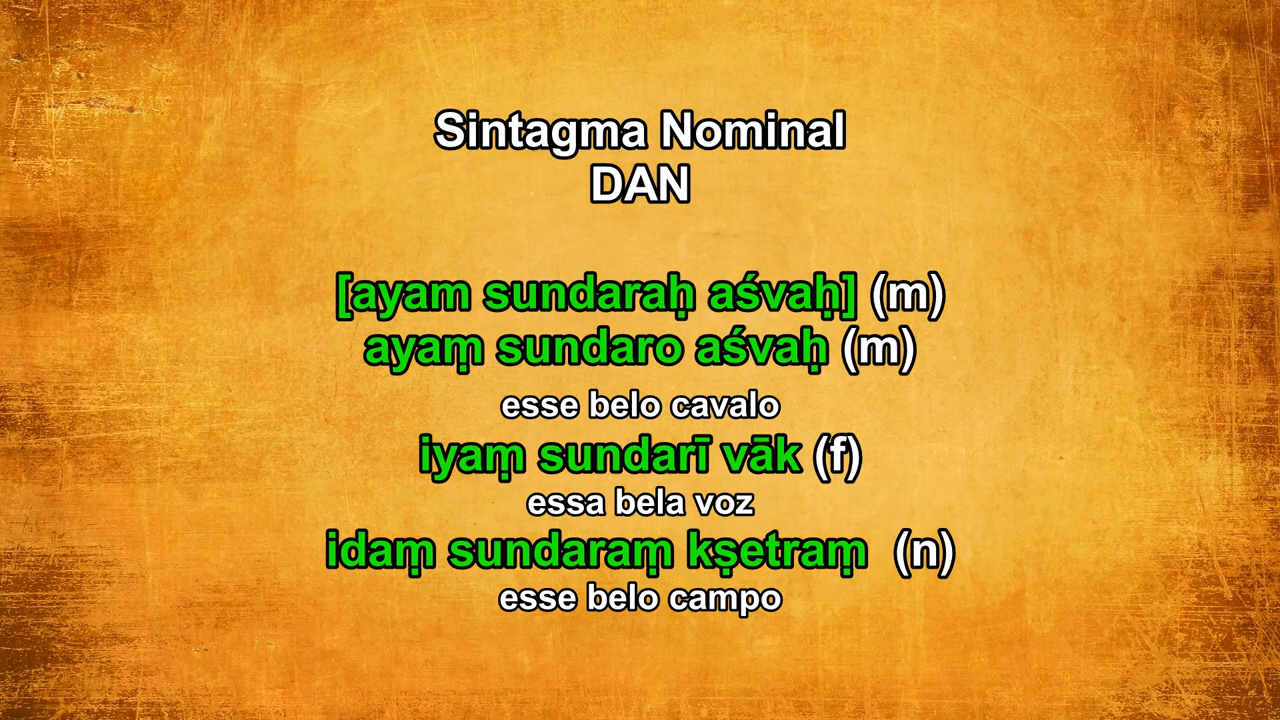 Sintagma Nominal
DAN
[ayam sundaraḥ aśvaḥ] (m)
ayaṃ sundaro aśvaḥ (m)
esse belo cavalo
iyaṃ sundarī vāk (f)
essa bela voz
idaṃ sundaraṃ kṣetraṃ (n)
esse belo campo